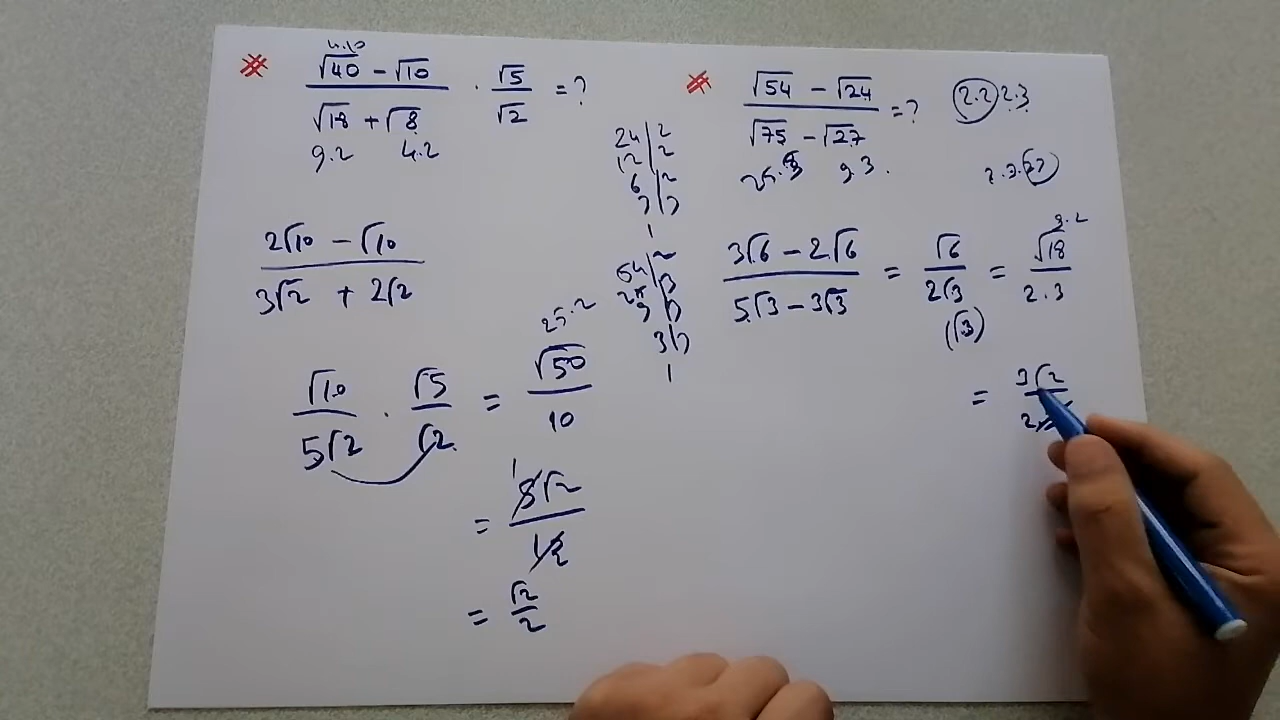 4.10
(√40 − √10)/(√18 + √8) · √5/√2 = ?
9.2 4.2
(2√10 − √10)/(3√2 + 2√2)
√10/(5√2) · √5/√2 = √50/10
25.2
= 5√2/10
1
= √2/2
24 | 2
12 | 2
6 | 2
3 | 3
1
54 | 2
27 | 3
9 | 3
3 | 3
1
(√54 − √24)/(√75 − √27) = ?
2.2 2.3
25.3 9.3
(3√6 − 2√6)/(5√3 − 3√3) = √6/(2√3) = √18/(2.3)
9.2
(√3)
= 3√2/2